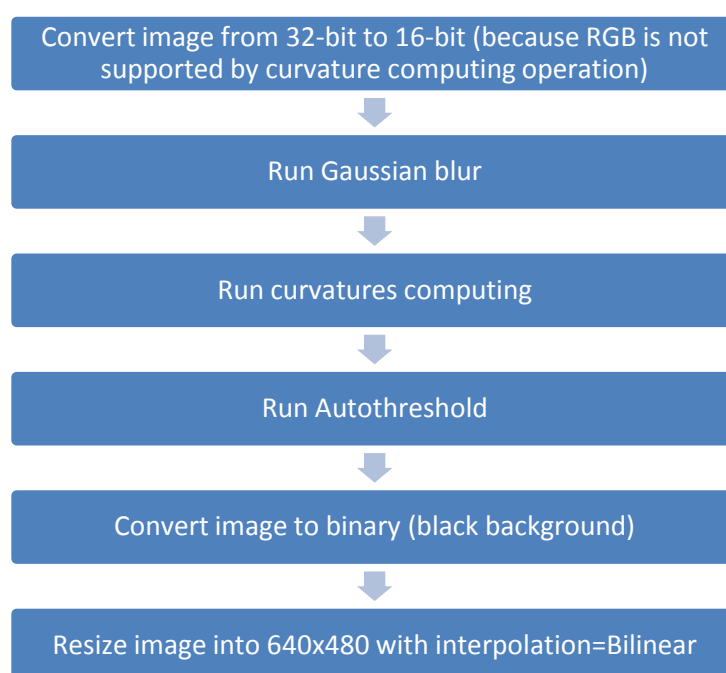 Convert image from 32-bit to 16-bit (because RGB is not
supported by curvature computing operation)
Run Gaussian blur
Run curvatures computing
Run Autothreshold
Convert image to binary (black background)
Resize image into 640x480 with interpolation=Bilinear